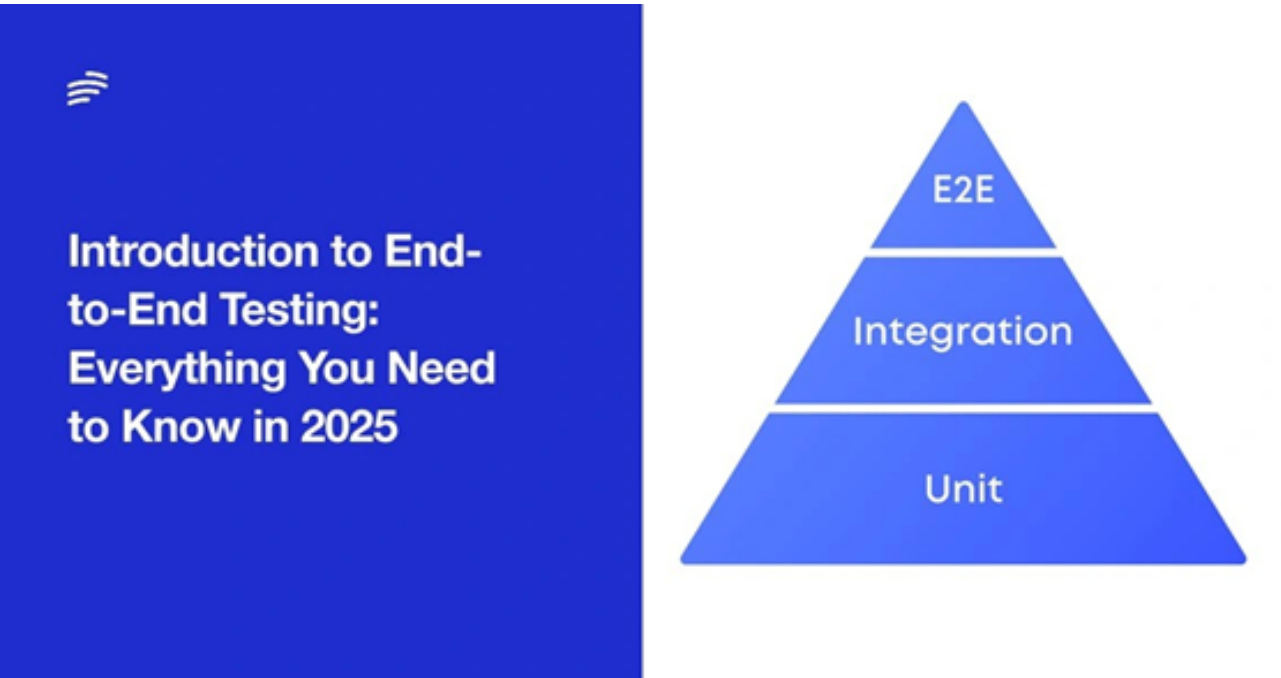 Introduction to End-
to-End Testing:
Everything You Need
to Know in 2025
E2E
Integration
Unit